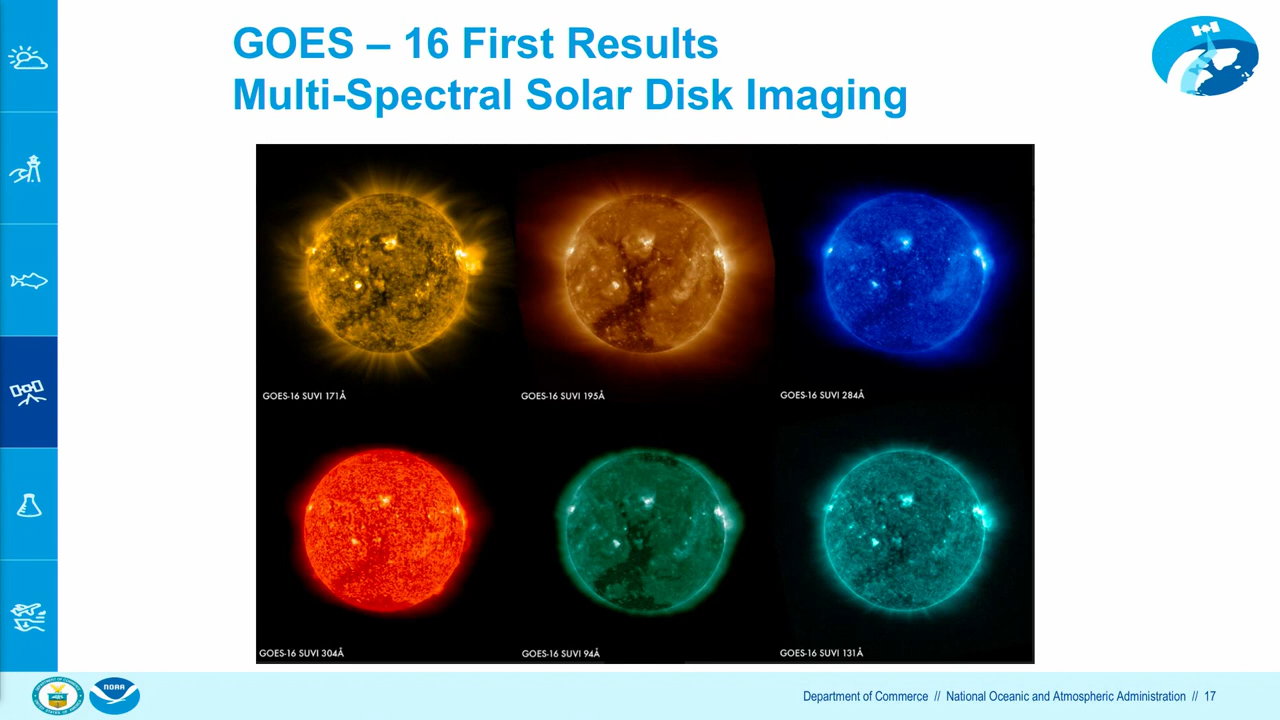 GOES – 16 First Results
Multi-Spectral Solar Disk Imaging
GOES-16 SUVI 171Å
GOES-16 SUVI 195Å
GOES-16 SUVI 284Å
GOES-16 SUVI 304Å
GOES-16 SUVI 94Å
GOES-16 SUVI 131Å
NOAA
Department of Commerce // National Oceanic and Atmospheric Administration // 17